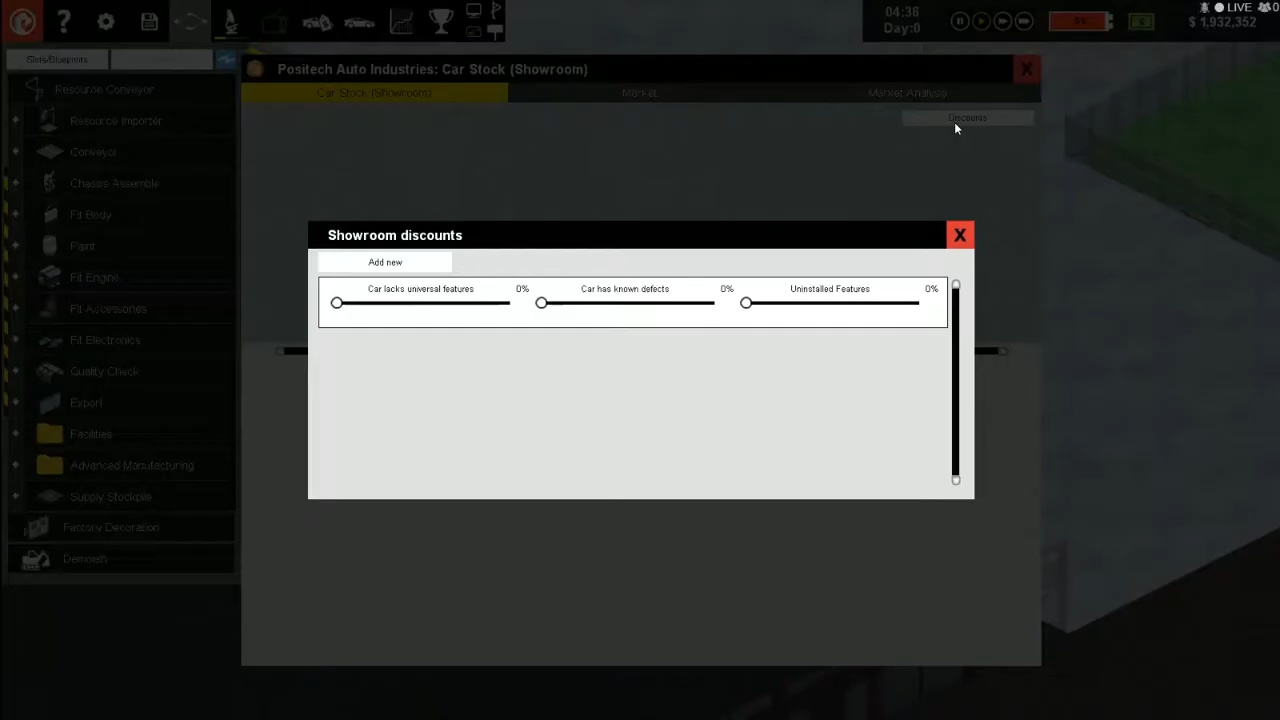 LIVE 0
04:36
Day:0
$ 1,932,352
Slots/Blueprints
Positech Auto Industries: Car Stock (Showroom)
X
Car Stock (Showroom)
Market
Market Analysis
Discounts
Resource Conveyor
Resource Importer
Conveyor
Chassis Assemble
Fit Body
Paint
Fit Engine
Fit Accessories
Fit Electronics
Quality Check
Export
Facilities
Advanced Manufacturing
Supply Stockpile
Factory Decoration
Demolish
Showroom discounts
X
Add new
Car lacks universal features 0%
Car has known defects 0%
Uninstalled Features 0%